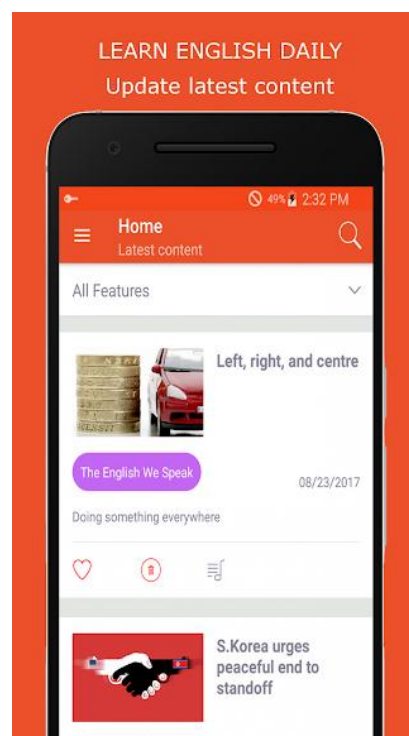 LEARN ENGLISH DAILY
Update latest content
49% 2:32 PM
Home
Latest content
All Features
Left, right, and centre
The English We Speak
08/23/2017
Doing something everywhere
S.Korea urges
peaceful end to
standoff